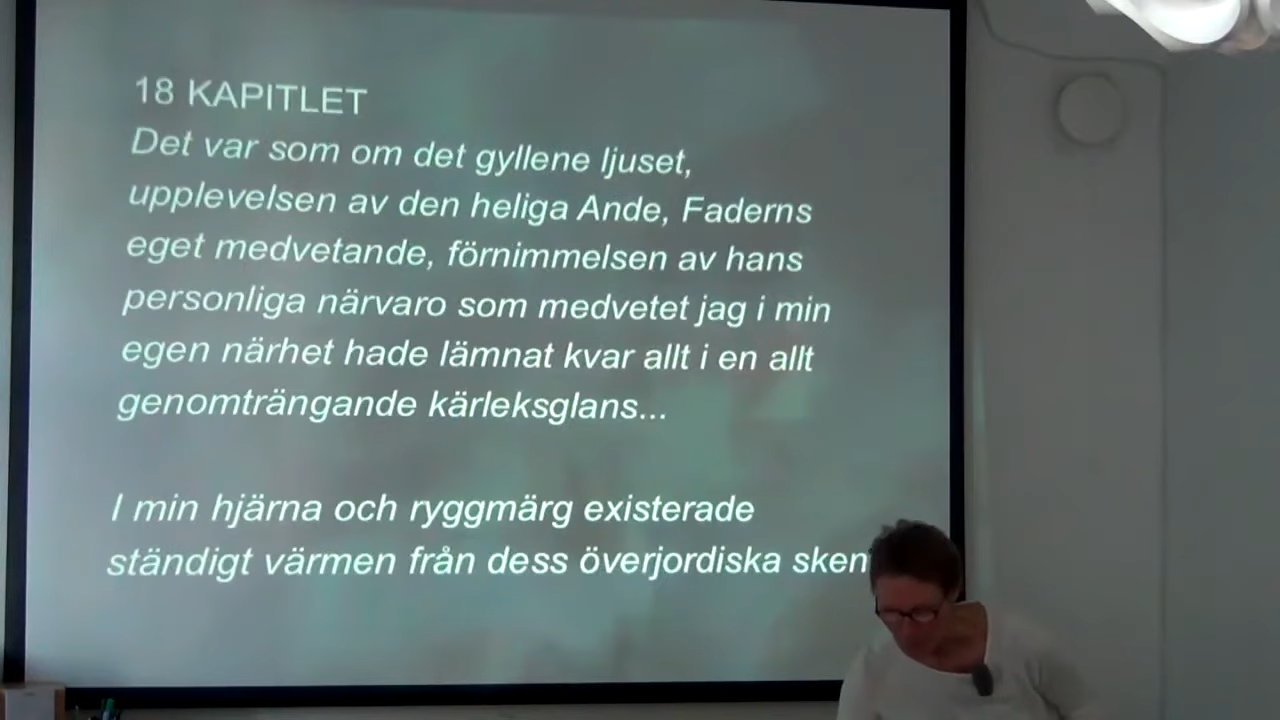 18 KAPITLET
Det var som om det gyllene ljuset,
upplevelsen av den heliga Ande, Faderns
eget medvetande, förnimmelsen av hans
personliga närvaro som medvetet jag i min
egen närhet hade lämnat kvar allt i en allt
genomträngande kärleksglans...
I min hjärna och ryggmärg existerade
ständigt värmen från dess överjordiska sken